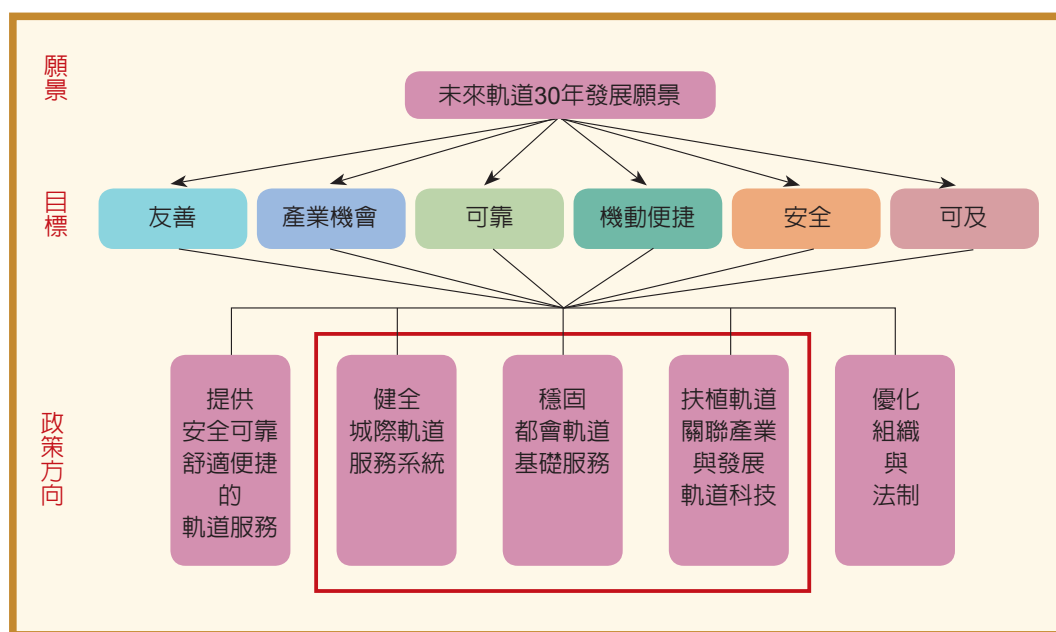 願景
未來軌道30年發展願景
目標
友善
產業機會
可靠
機動便捷
安全
可及
政策方向
提供
安全可靠
舒適便捷
的
軌道服務
健全
城際軌道
服務系統
穩固
都會軌道
基礎服務
扶植軌道
關聯產業
與發展
軌道科技
優化
組織
與
法制